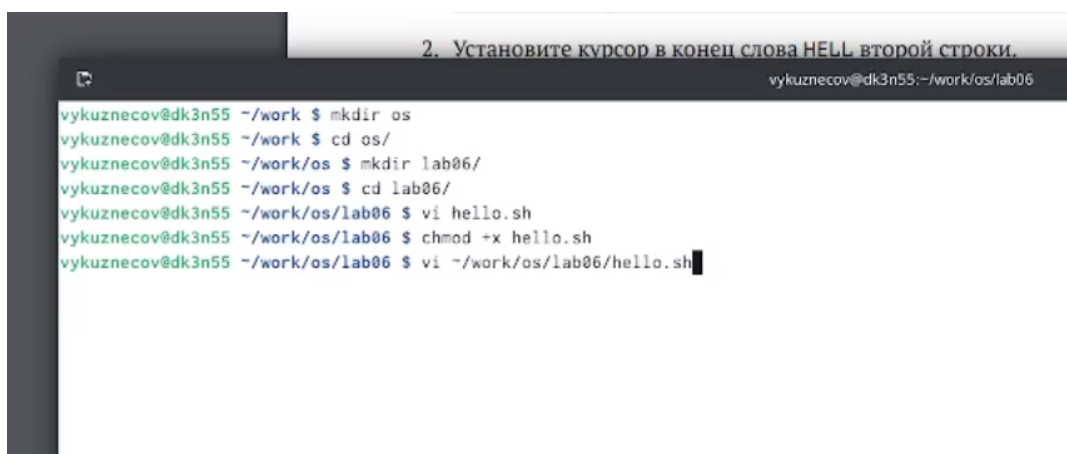 2. Установите курсор в конец слова HELL второй строки.
vykuznecov@dk3n55:~/work/os/lab06
vykuznecov@dk3n55 ~/work $ mkdir os
vykuznecov@dk3n55 ~/work $ cd os/
vykuznecov@dk3n55 ~/work/os $ mkdir lab06/
vykuznecov@dk3n55 ~/work/os $ cd lab06/
vykuznecov@dk3n55 ~/work/os/lab06 $ vi hello.sh
vykuznecov@dk3n55 ~/work/os/lab06 $ chmod +x hello.sh
vykuznecov@dk3n55 ~/work/os/lab06 $ vi ~/work/os/lab06/hello.sh